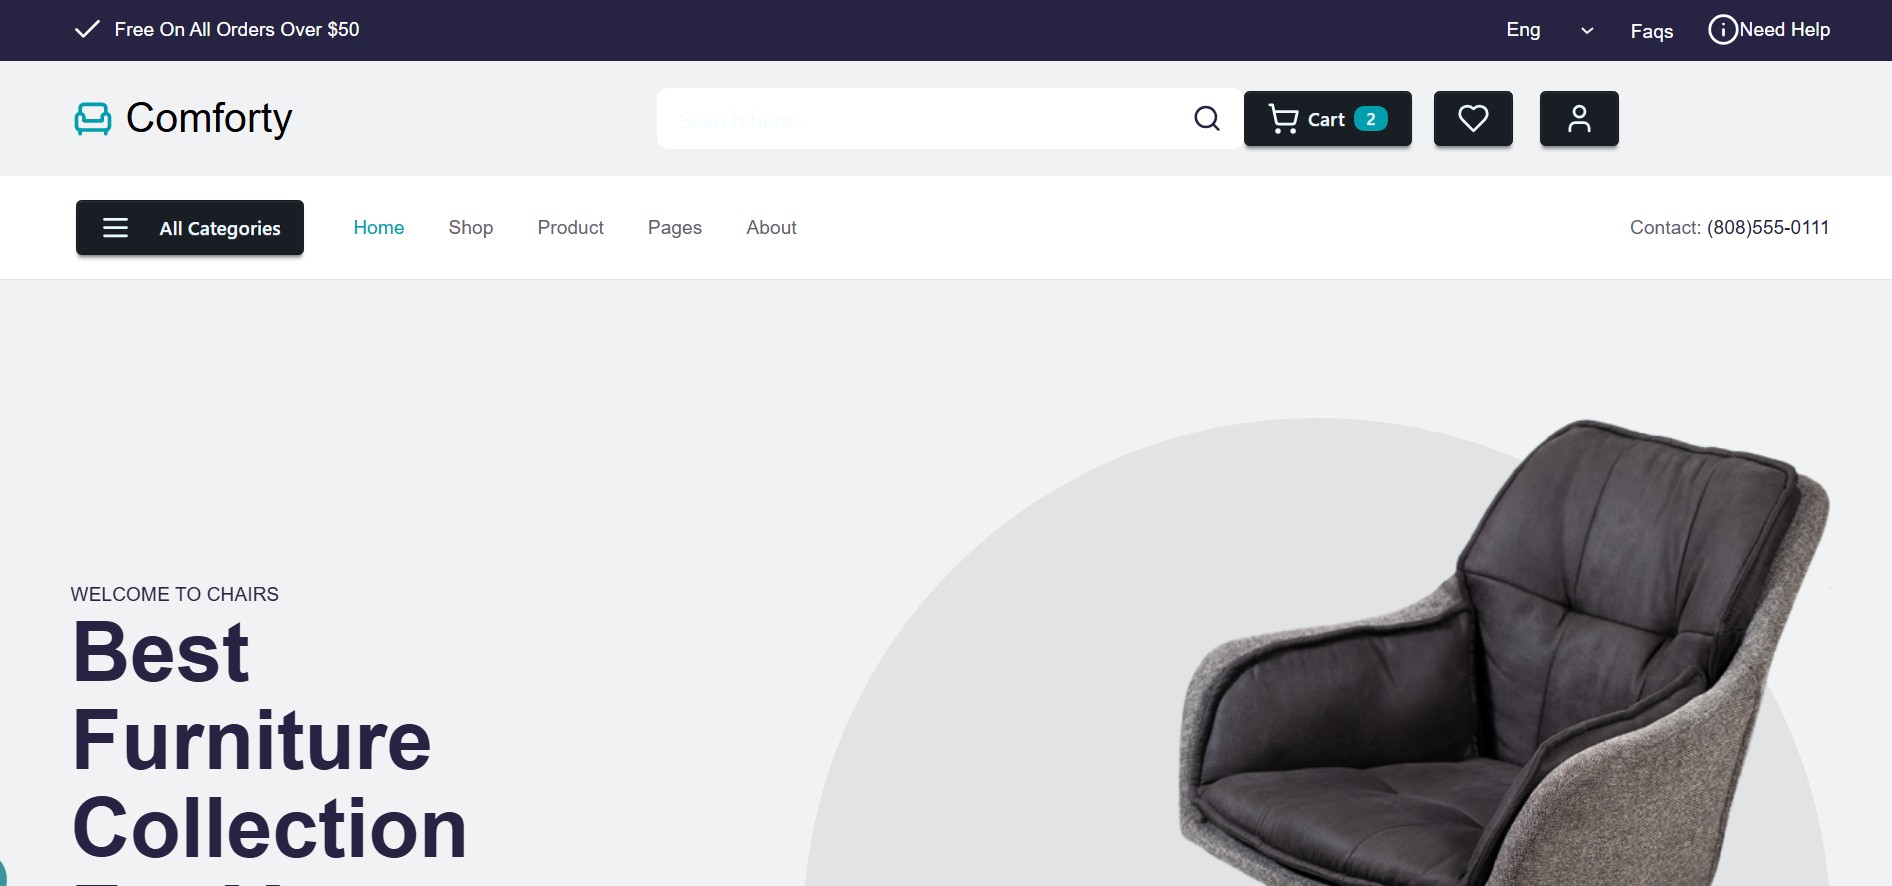 Free On All Orders Over $50
Eng
Faqs
Need Help
Comforty
Search here...
Cart 2
All Categories
Home
Shop
Product
Pages
About
Contact: (808)555-0111
WELCOME TO CHAIRS
Best
Furniture
Collection